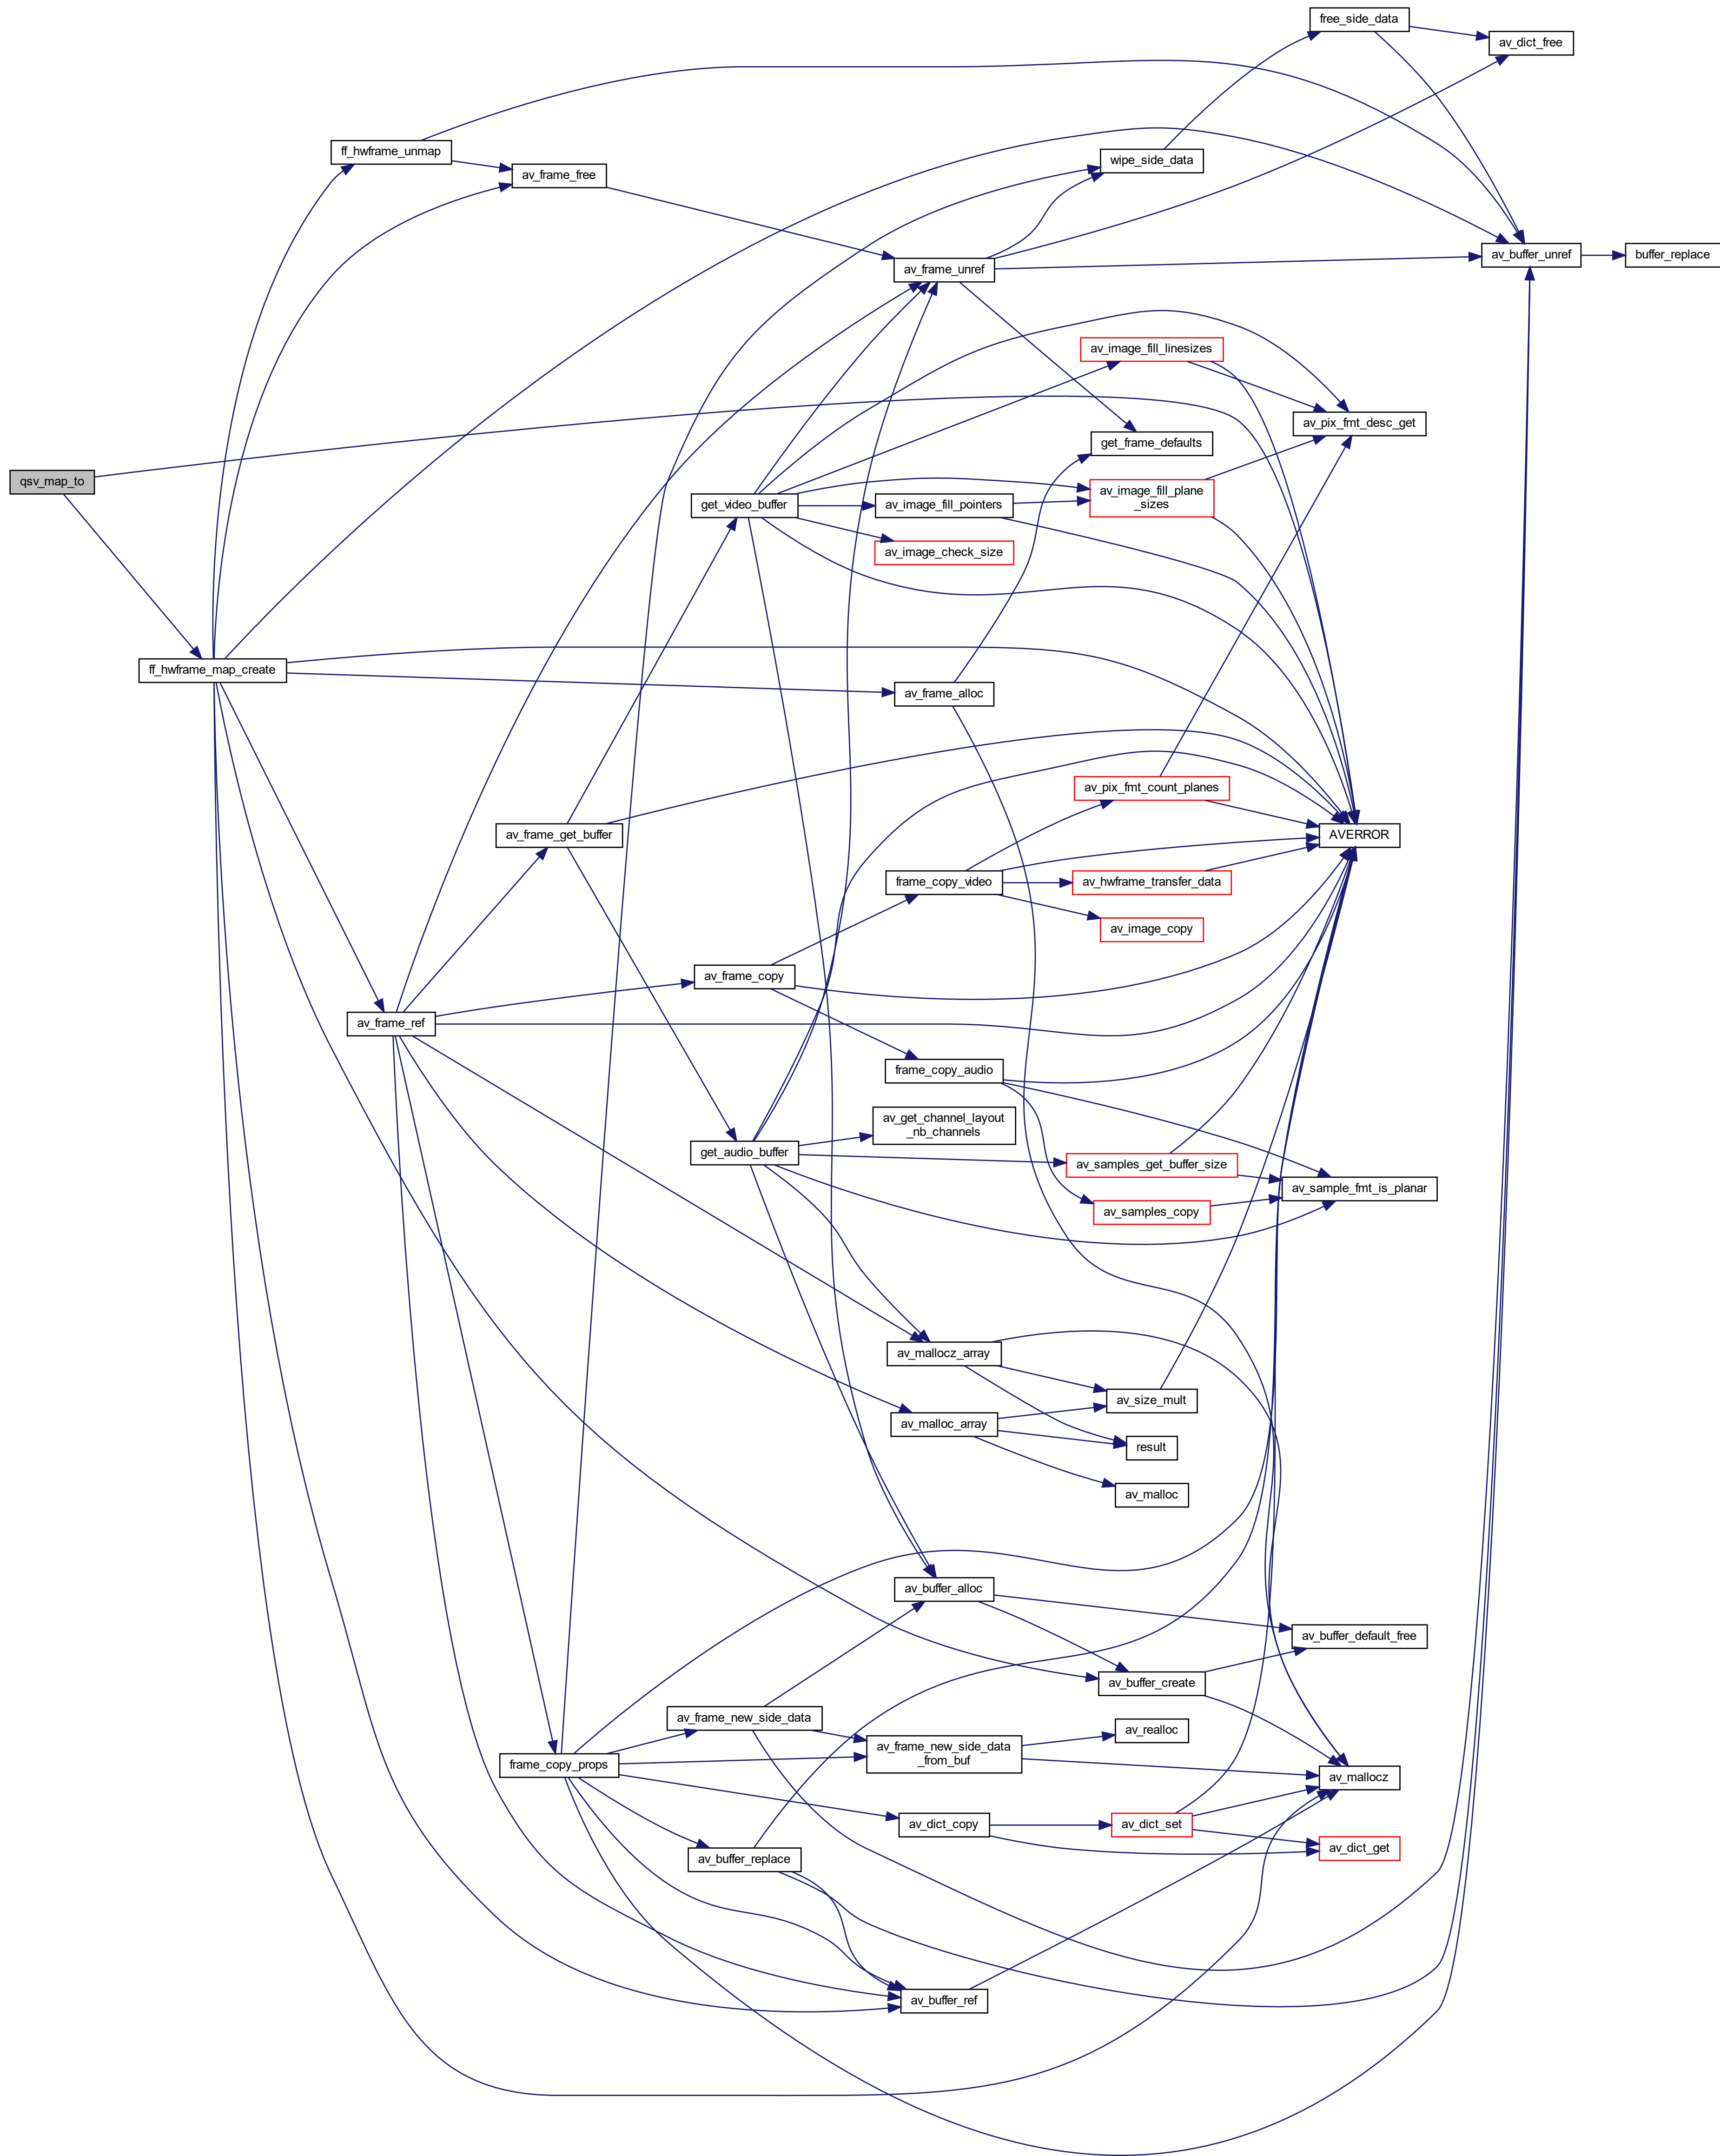 free_side_data
av_dict_free
ff_hwframe_unmap
wipe_side_data
av_frame_free
av_buffer_unref
buffer_replace
av_frame_unref
av_image_fill_linesizes
av_pix_fmt_desc_get
get_frame_defaults
qsv_map_to
av_image_fill_plane
_sizes
get_video_buffer
av_image_fill_pointers
av_image_check_size
ff_hwframe_map_create
av_frame_alloc
av_pix_fmt_count_planes
av_frame_get_buffer
AVERROR
frame_copy_video
av_hwframe_transfer_data
av_image_copy
av_frame_copy
av_frame_ref
frame_copy_audio
av_get_channel_layout
_nb_channels
get_audio_buffer
av_samples_get_buffer_size
av_sample_fmt_is_planar
av_samples_copy
av_mallocz_array
av_size_mult
av_malloc_array
result
av_malloc
av_buffer_alloc
av_buffer_default_free
av_buffer_create
av_frame_new_side_data
av_realloc
av_frame_new_side_data
_from_buf
frame_copy_props
av_mallocz
av_dict_copy
av_dict_set
av_dict_get
av_buffer_replace
av_buffer_ref